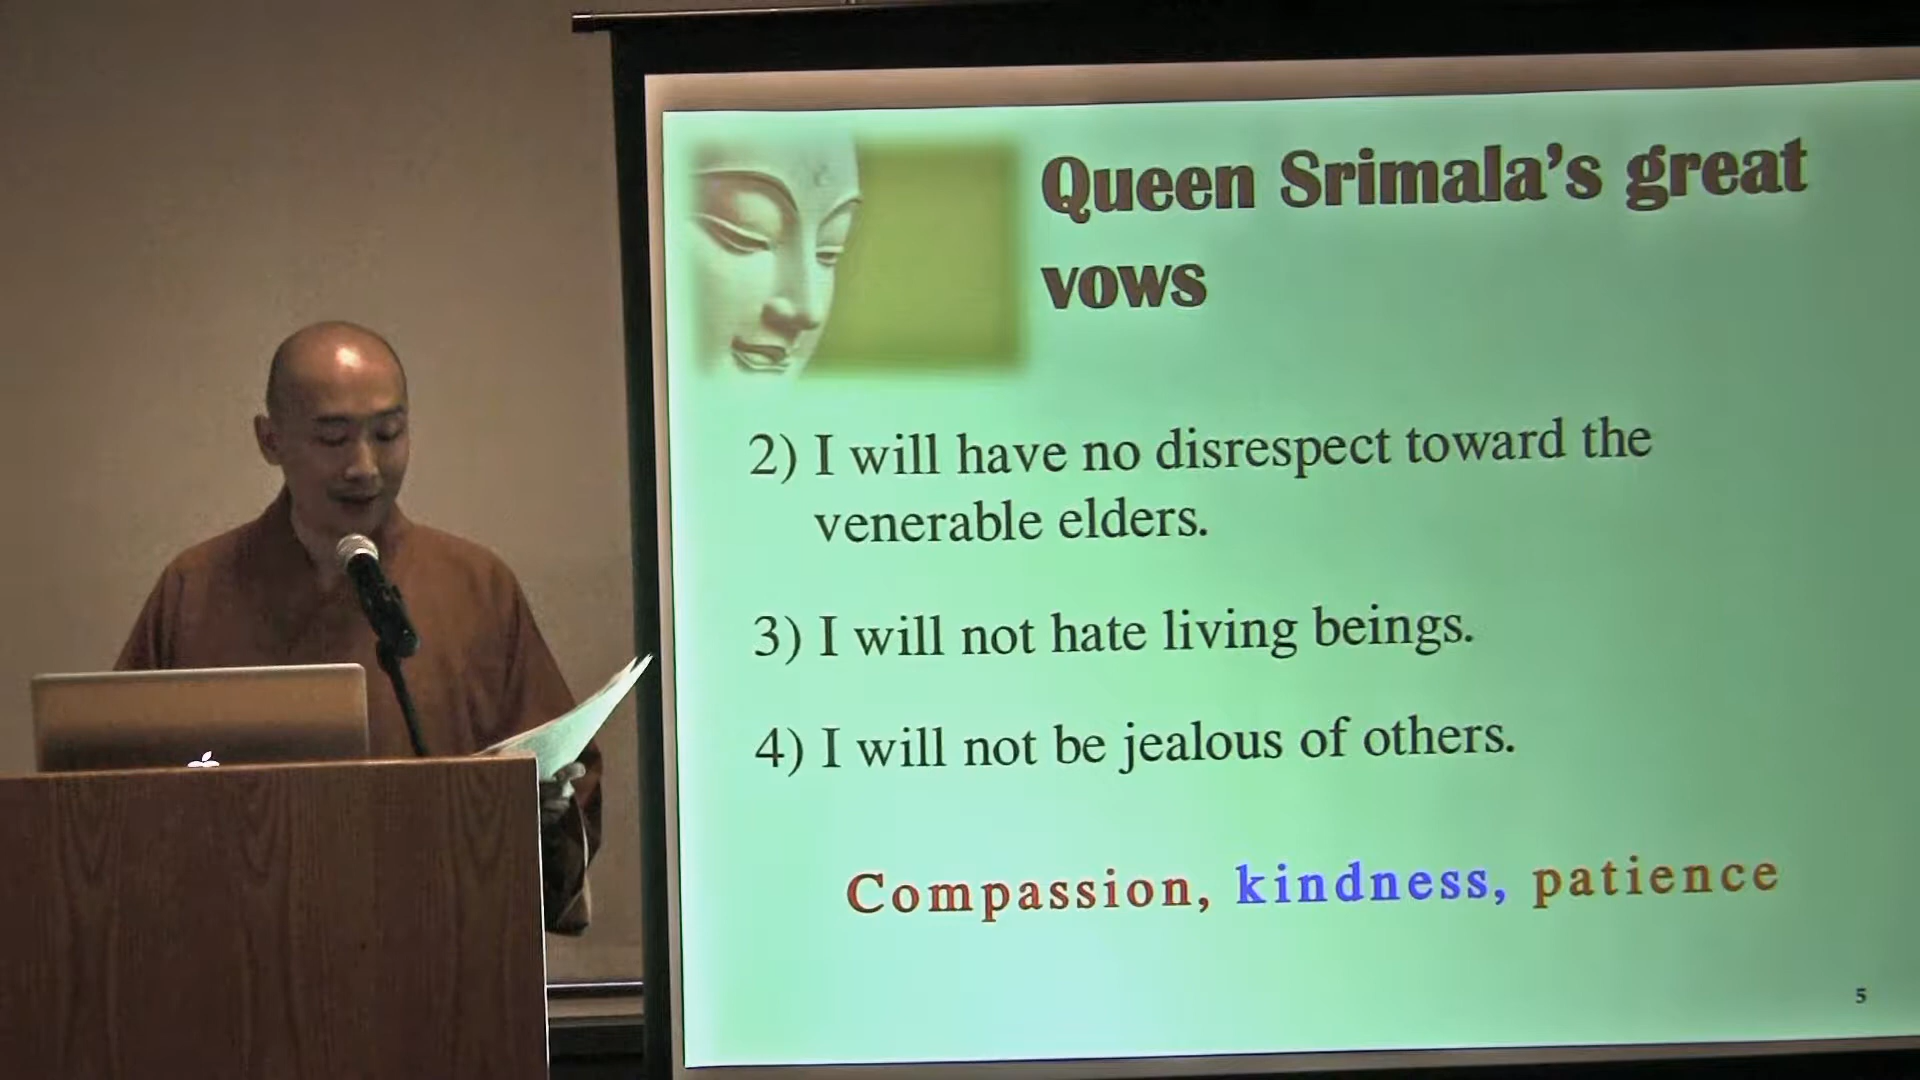 Queen Srimala's great
vows
2) I will have no disrespect toward the
venerable elders.
3) I will not hate living beings.
4) I will not be jealous of others.
Compassion, kindness, patience
5